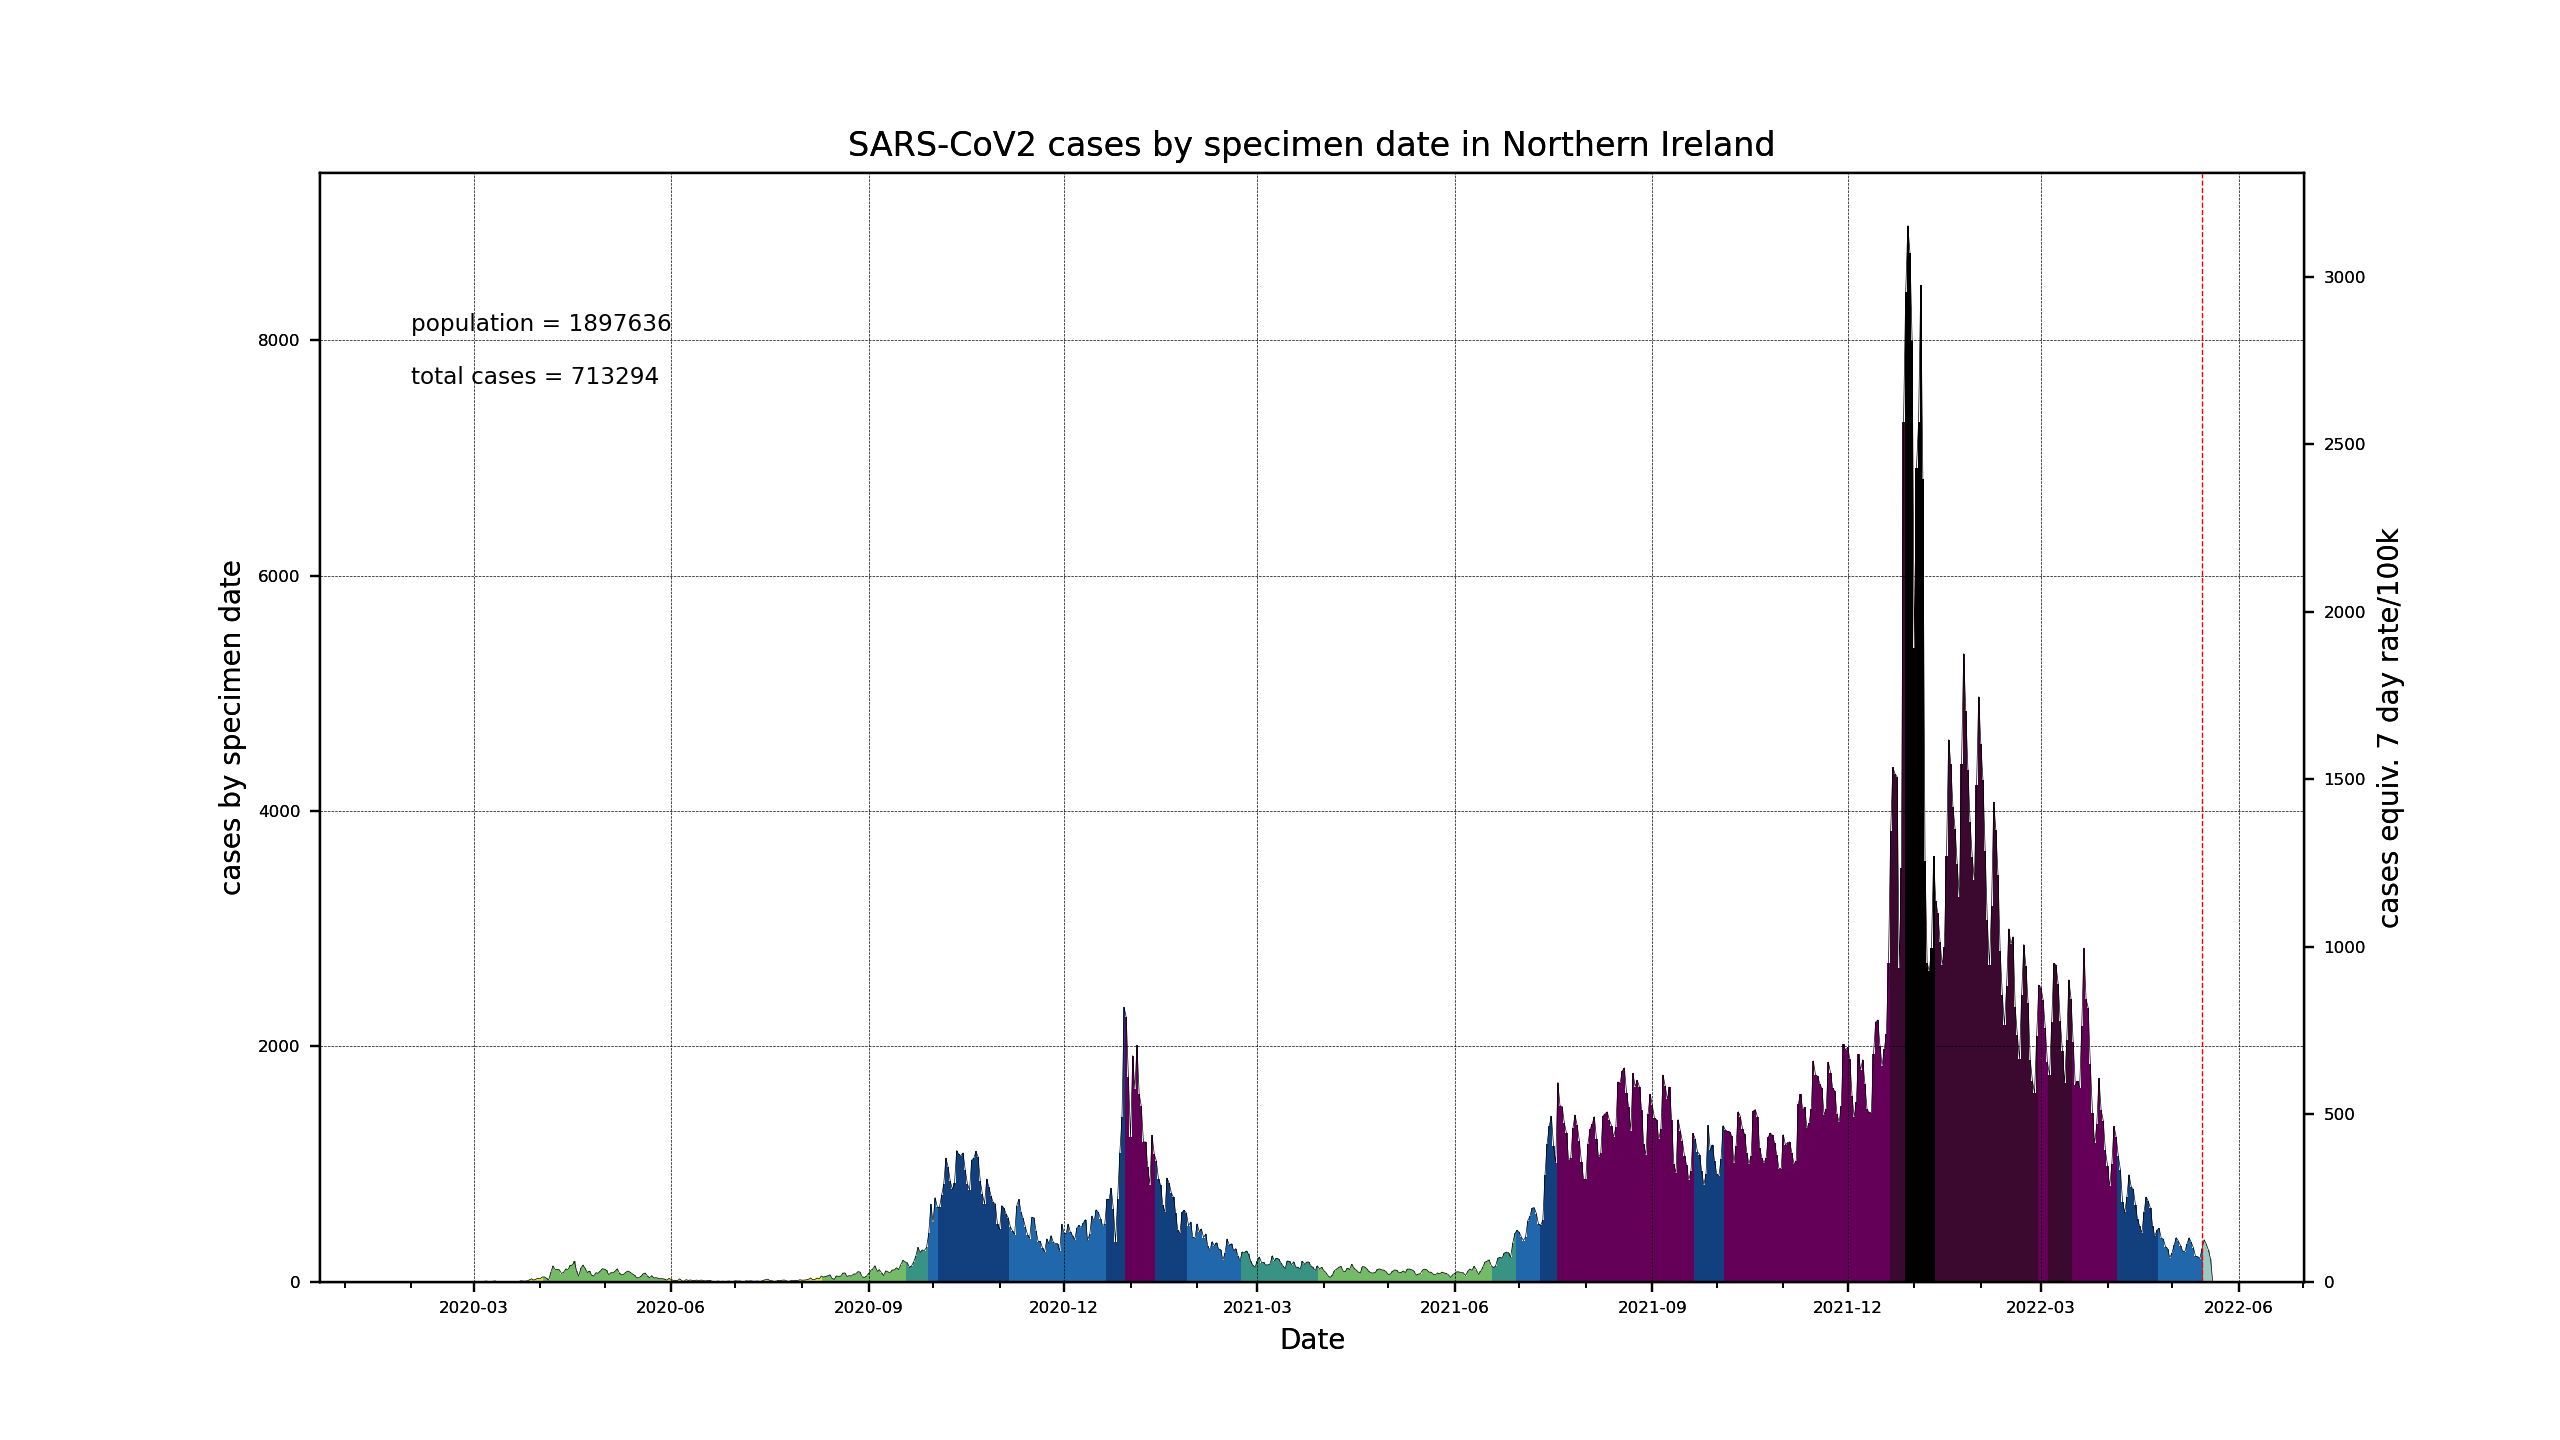 SARS-CoV2 cases by specimen date in Northern Ireland
population = 1897636
total cases = 713294
cases by specimen date
8000
6000
4000
2000
0
3000
2500
2000
1500
1000
500
0
cases equiv. 7 day rate/100k
2020-03 2020-06 2020-09 2020-12 2021-03 2021-06 2021-09 2021-12 2022-03 2022-06
Date